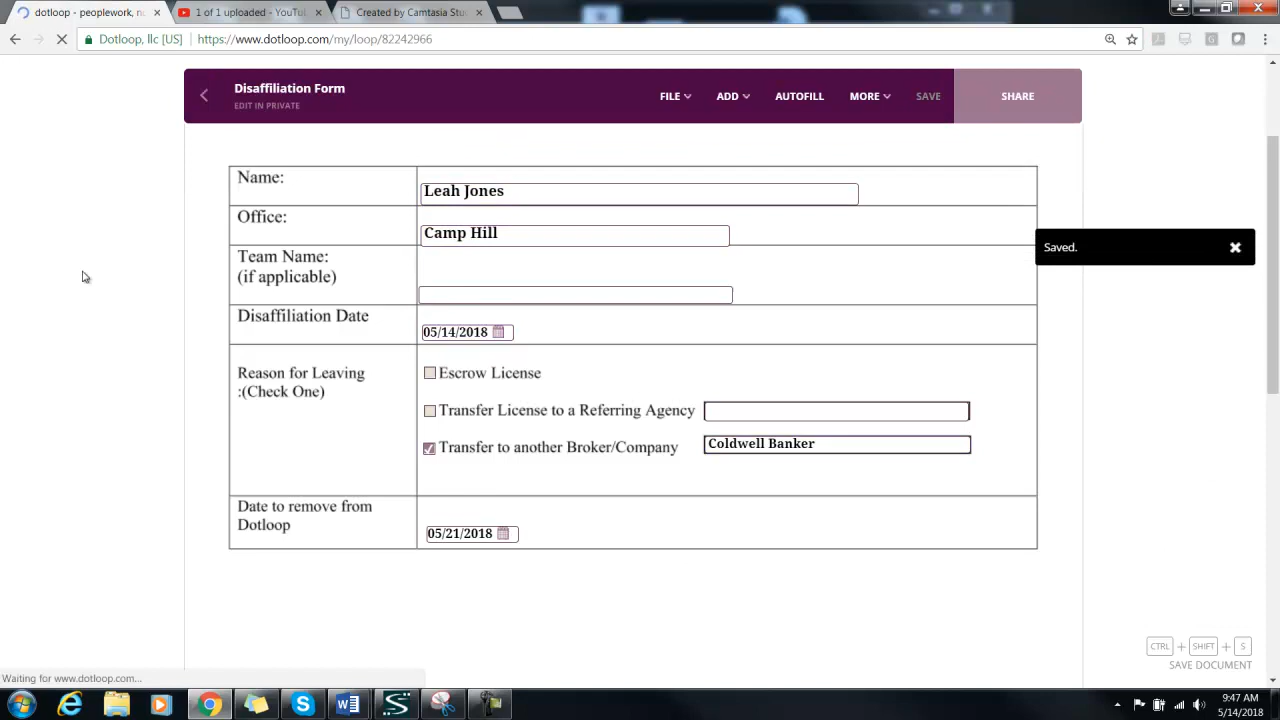 dotloop - peoplework, nu
1 of 1 uploaded - YouTu
Created by Camtasia Stu
Dotloop, llc [US]
https://www.dotloop.com/my/loop/82242966
Disaffiliation Form
EDIT IN PRIVATE
FILE
ADD
AUTOFILL
MORE
SAVE
SHARE
Name:
Leah Jones
Office:
Camp Hill
Team Name:
(if applicable)
Disaffiliation Date
05/14/2018
Reason for Leaving
:(Check One)
Escrow License
Transfer License to a Referring Agency
Transfer to another Broker/Company
Coldwell Banker
Date to remove from
Dotloop
05/21/2018
Saved.
CTRL + SHIFT + S
SAVE DOCUMENT
Waiting for www.dotloop.com...
9:47 AM
5/14/2018